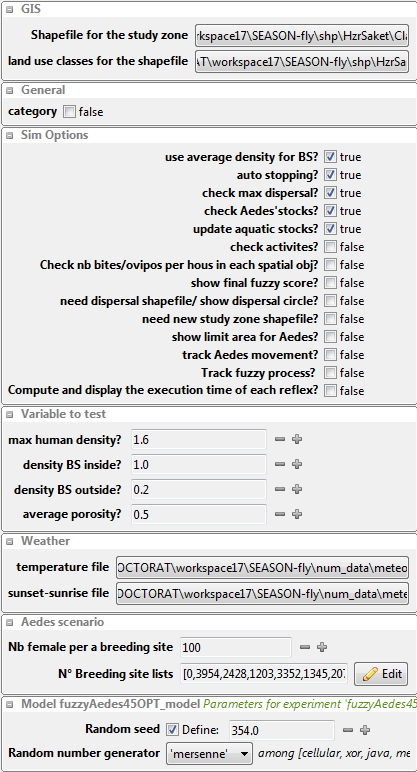 GIS
Shapefile for the study zone rkspace17\SEASON-fly\shp\HzrSaket\Cla
land use classes for the shapefile AT\workspace17\SEASON-fly\shp\HzrSa
General
category false
Sim Options
use average density for BS? true
auto stopping? true
check max dispersal? true
check Aedes'stocks? true
update aquatic stocks? true
check activites? false
Check nb bites/ovipos per hous in each spatial obj? false
show final fuzzy score? false
need dispersal shapefile/ show dispersal circle? false
need new study zone shapefile? false
show limit area for Aedes? false
track Aedes movement? false
Track fuzzy process? false
Compute and display the execution time of each reflex? false
Variable to test
max human density? 1.6
density BS inside? 1.0
density BS outside? 0.2
average porosity? 0.5
Weather
temperature file DOCTORAT\workspace17\SEASON-fly\num_data\meteo
sunset-sunrise file DOCTORAT\workspace17\SEASON-fly\num_data\mete
Aedes scenario
Nb female per a breeding site 100
N° Breeding site lists [0,3954,2428,1203,3352,1345,207 Edit
Model fuzzyAedes45OPT_model Parameters for experiment 'fuzzyAedes45
Random seed Define: 354.0
Random number generator 'mersenne' among [cellular, xor, java, me